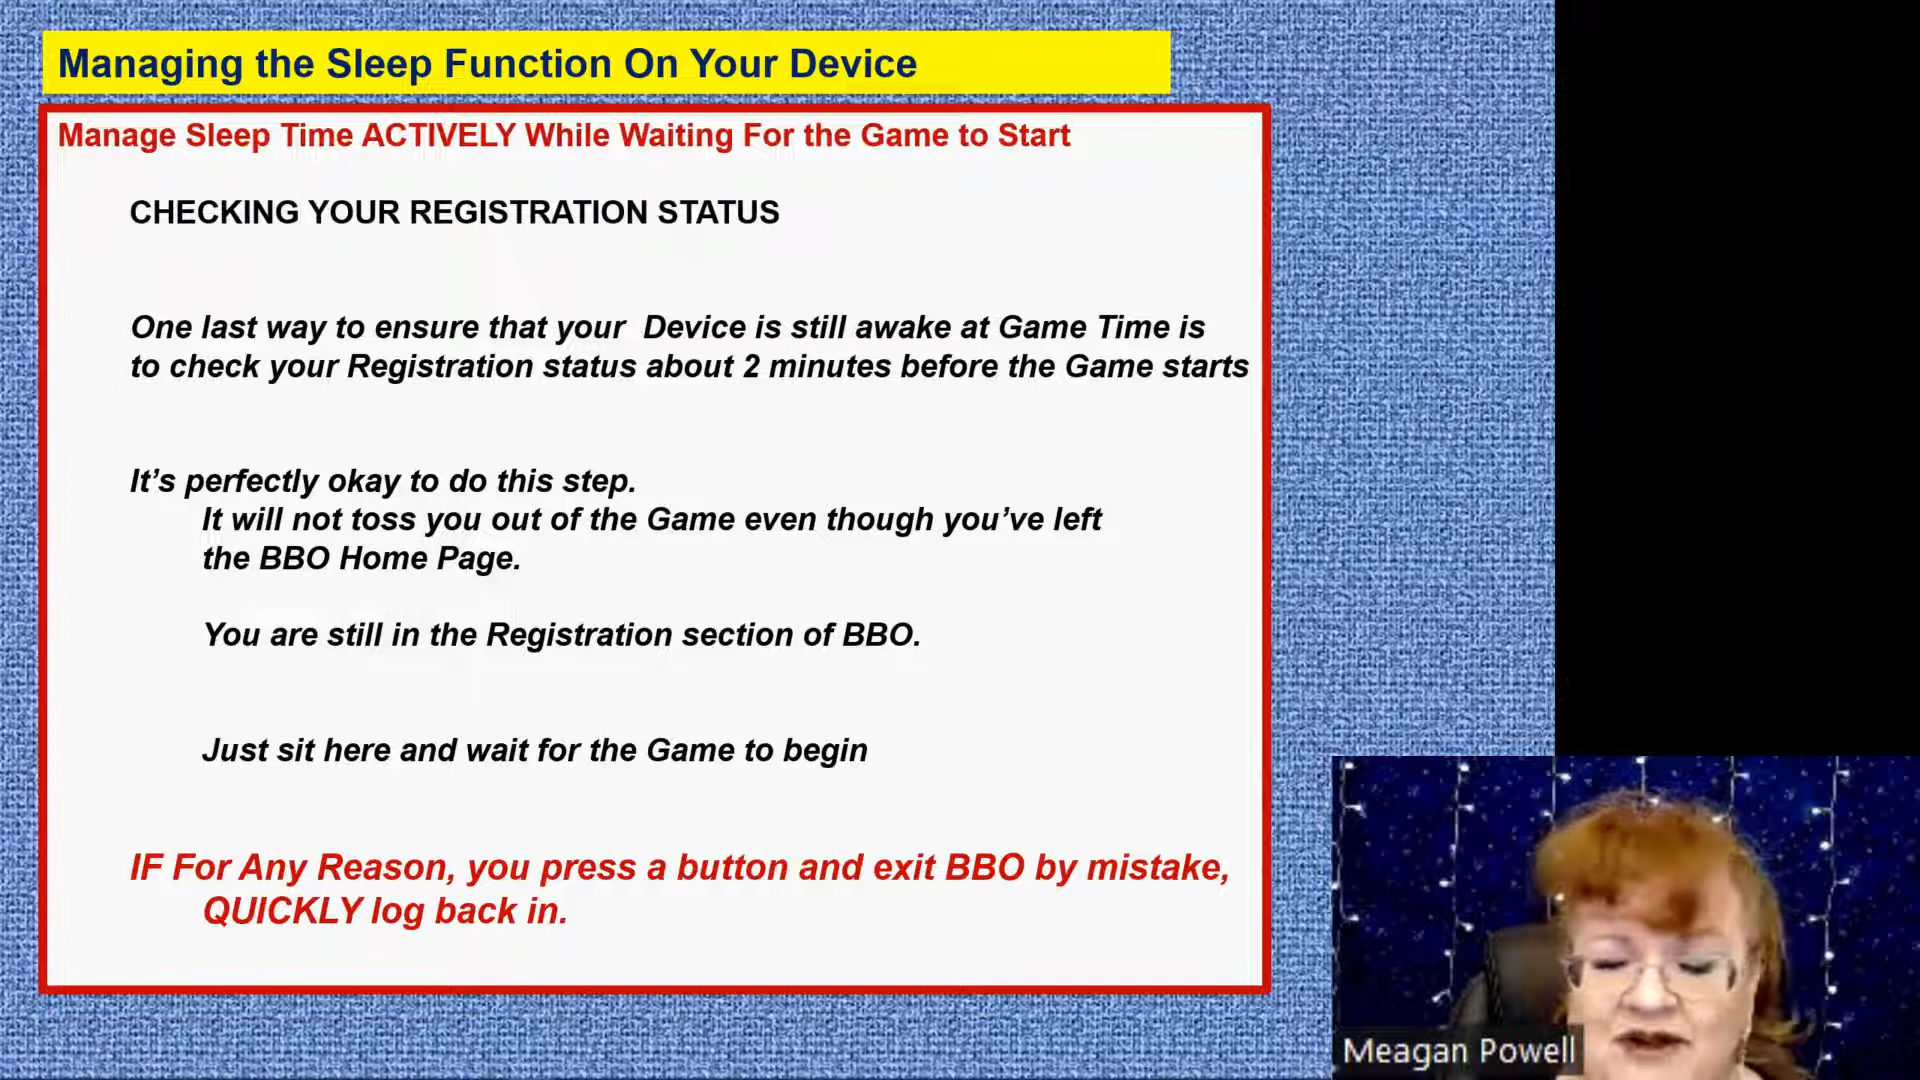 Managing the Sleep Function On Your Device
Manage Sleep Time ACTIVELY While Waiting For the Game to Start
CHECKING YOUR REGISTRATION STATUS
One last way to ensure that your Device is still awake at Game Time is
to check your Registration status about 2 minutes before the Game starts
It’s perfectly okay to do this step.
It will not toss you out of the Game even though you’ve left
the BBO Home Page.
You are still in the Registration section of BBO.
Just sit here and wait for the Game to begin
IF For Any Reason, you press a button and exit BBO by mistake,
QUICKLY log back in.
Meagan Powell